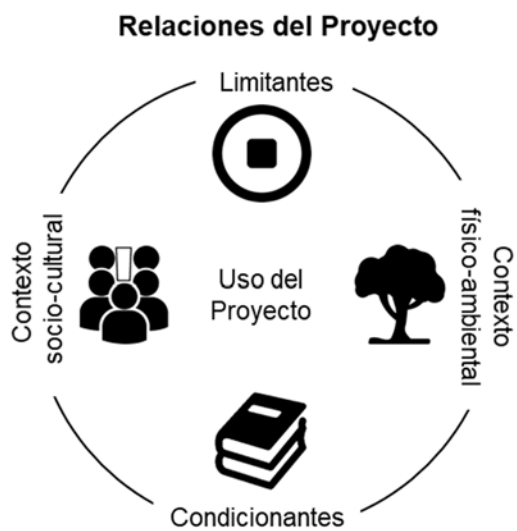 Relaciones del Proyecto
Limitantes
Contexto
socio-cultural
Uso del
Proyecto
Contexto
físico-ambiental
Condicionantes